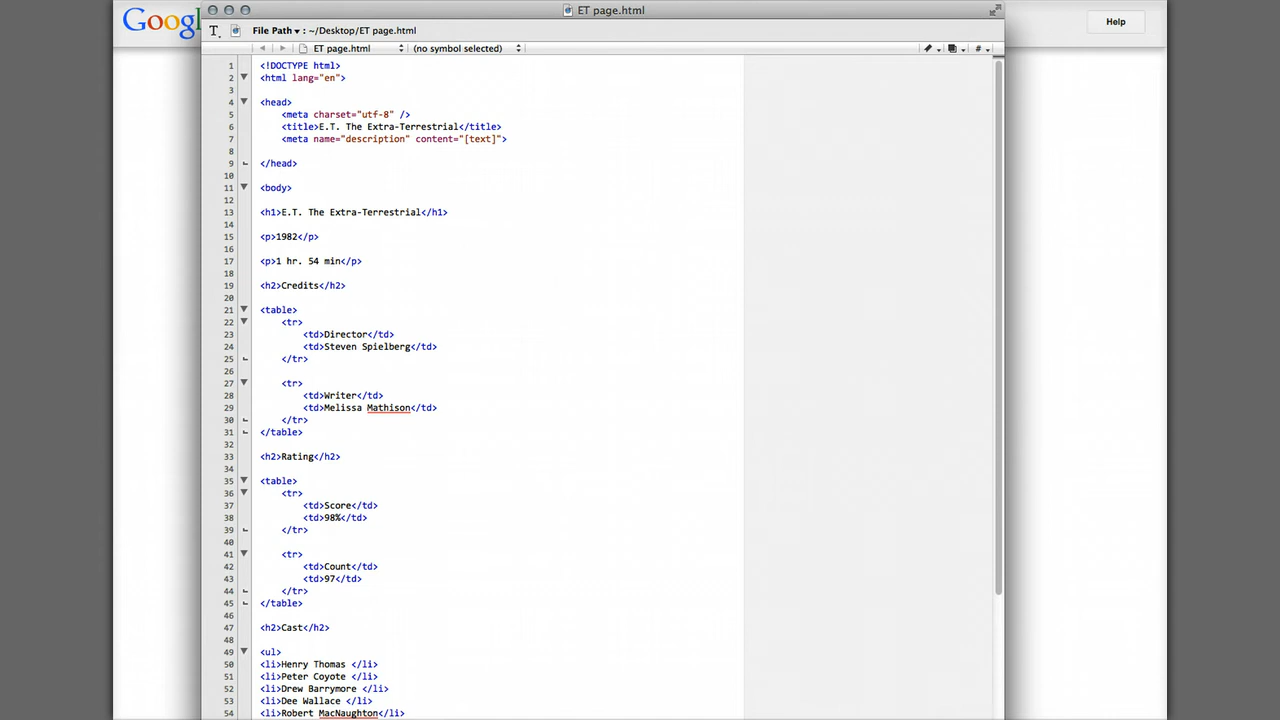 Googl
ET page.html
Help
File Path ▾ : ~/Desktop/ET page.html
ET page.html (no symbol selected) #
1 <!DOCTYPE html>
2 <html lang="en">
3
4 <head>
5 <meta charset="utf-8" />
6 <title>E.T. The Extra-Terrestrial</title>
7 <meta name="description" content="[text]">
8
9 </head>
10
11 <body>
12
13 <h1>E.T. The Extra-Terrestrial</h1>
14
15 <p>1982</p>
16
17 <p>1 hr. 54 min</p>
18
19 <h2>Credits</h2>
20
21 <table>
22 <tr>
23 <td>Director</td>
24 <td>Steven Spielberg</td>
25 </tr>
26
27 <tr>
28 <td>Writer</td>
29 <td>Melissa Mathison</td>
30 </tr>
31 </table>
32
33 <h2>Rating</h2>
34
35 <table>
36 <tr>
37 <td>Score</td>
38 <td>98%</td>
39 </tr>
40
41 <tr>
42 <td>Count</td>
43 <td>97</td>
44 </tr>
45 </table>
46
47 <h2>Cast</h2>
48
49 <ul>
50 <li>Henry Thomas </li>
51 <li>Peter Coyote </li>
52 <li>Drew Barrymore </li>
53 <li>Dee Wallace </li>
54 <li>Robert MacNaughton</li>